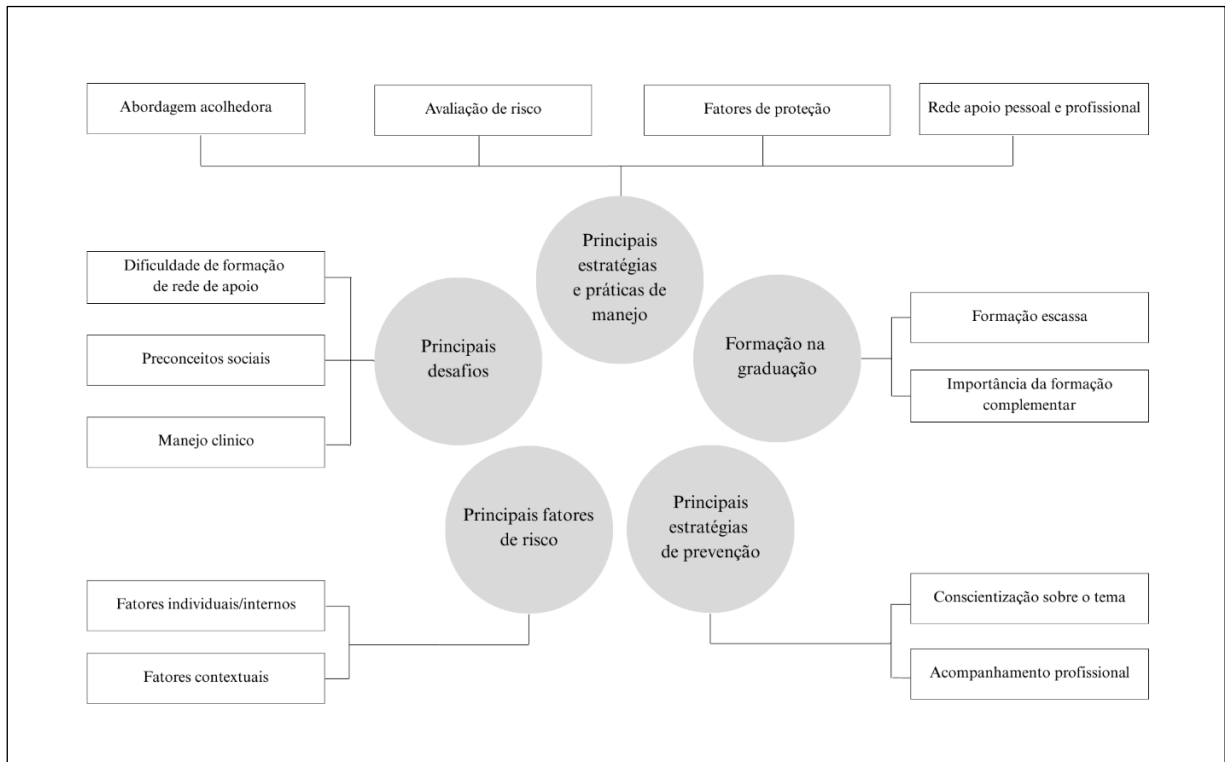 Abordagem acolhedora
Avaliação de risco
Fatores de proteção
Rede apoio pessoal e profissional
Principais
estratégias
e práticas de
manejo
Dificuldade de formação
de rede de apoio
Preconceitos sociais
Manejo clinico
Principais
desafios
Formação na
graduação
Formação escassa
Importância da formação
complementar
Principais fatores
de risco
Principais
estratégias
de prevenção
Fatores individuais/internos
Fatores contextuais
Conscientização sobre o tema
Acompanhamento profissional